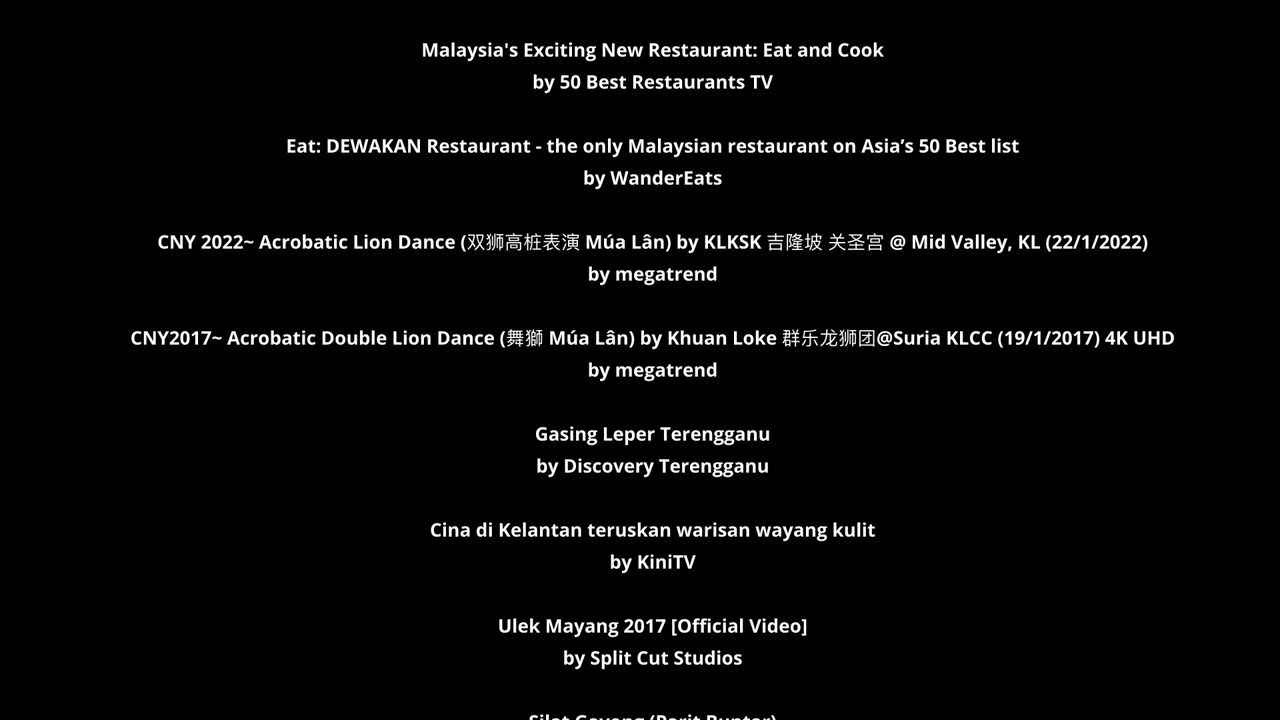 Malaysia's Exciting New Restaurant: Eat and Cook
by 50 Best Restaurants TV
Eat: DEWAKAN Restaurant - the only Malaysian restaurant on Asia’s 50 Best list
by WanderEats
CNY 2022~ Acrobatic Lion Dance (双狮高桩表演 Múa Lân) by KLKSK 吉隆坡 关圣宫 @ Mid Valley, KL (22/1/2022)
by megatrend
CNY2017~ Acrobatic Double Lion Dance (舞獅 Múa Lân) by Khuan Loke 群乐龙狮团@Suria KLCC (19/1/2017) 4K UHD
by megatrend
Gasing Leper Terengganu
by Discovery Terengganu
Cina di Kelantan teruskan warisan wayang kulit
by KiniTV
Ulek Mayang 2017 [Official Video]
by Split Cut Studios
Silat Gayong (Parit Buntar)